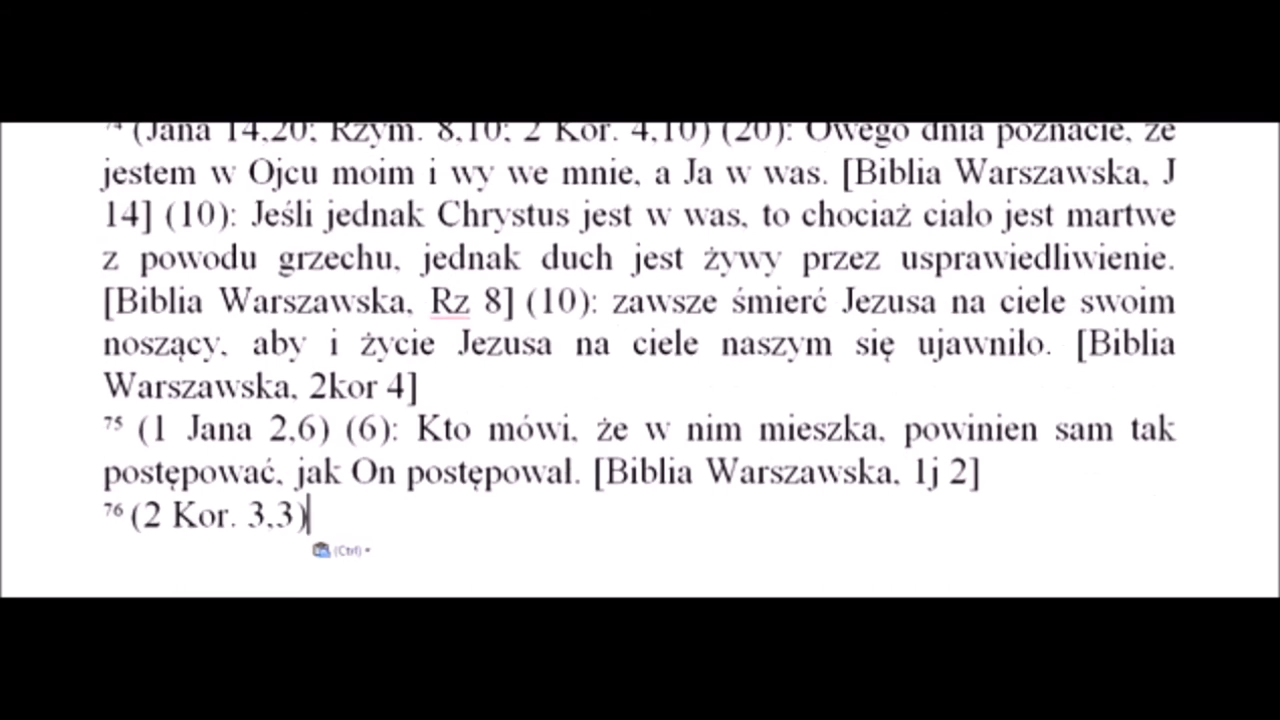 74 (Jana 14,20; Rzym. 8,10; 2 Kor. 4,10) (20): Owego dnia poznacie, że
jestem w Ojcu moim i wy we mnie, a Ja w was. [Biblia Warszawska, J
14] (10): Jeśli jednak Chrystus jest w was, to chociaż ciało jest martwe
z powodu grzechu, jednak duch jest żywy przez usprawiedliwienie.
[Biblia Warszawska, Rz 8] (10): zawsze śmierć Jezusa na ciele swoim
noszący, aby i życie Jezusa na ciele naszym się ujawniło. [Biblia
Warszawska, 2kor 4]
75 (1 Jana 2,6) (6): Kto mówi, że w nim mieszka, powinien sam tak
postępować, jak On postępował. [Biblia Warszawska, 1j 2]
76 (2 Kor. 3,3)
(Ctrl)